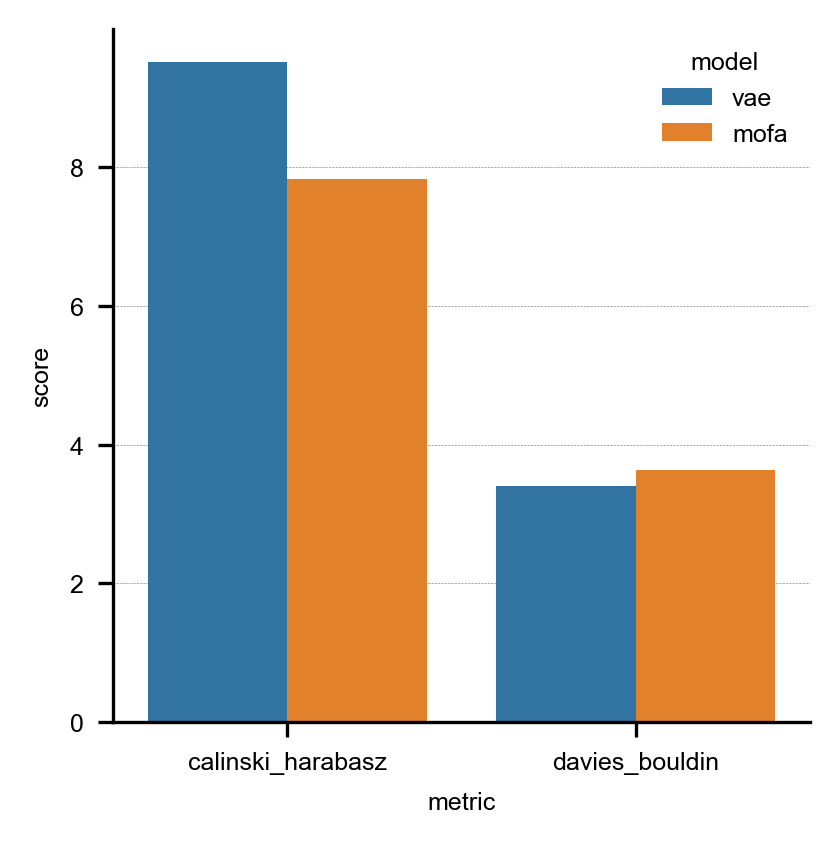 model
vae
mofa
8
6
4
2
0
score
calinski_harabasz
davies_bouldin
metric